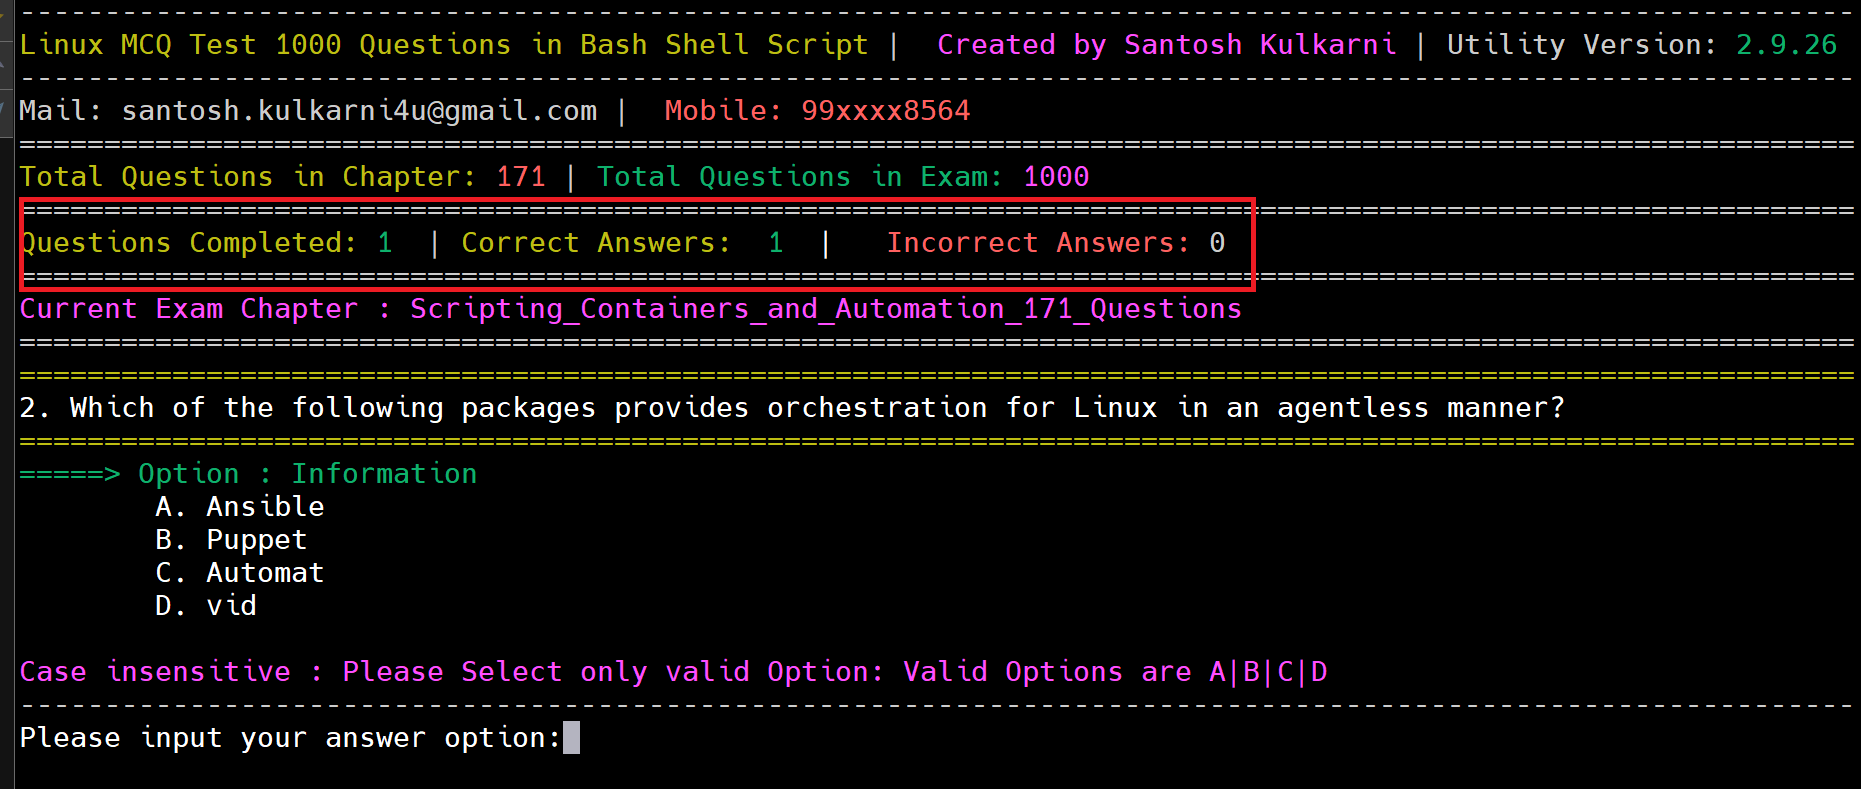 Linux MCQ Test 1000 Questions in Bash Shell Script | Created by Santosh Kulkarni | Utility Version: 2.9.26
Mail: santosh.kulkarni4u@gmail.com | Mobile: 99xxxx8564
Total Questions in Chapter: 171 | Total Questions in Exam: 1000
Questions Completed: 1 | Correct Answers: 1 | Incorrect Answers: 0
Current Exam Chapter : Scripting_Containers_and_Automation_171_Questions
2. Which of the following packages provides orchestration for Linux in an agentless manner?
=====> Option : Information
A. Ansible
B. Puppet
C. Automat
D. vid
Case insensitive : Please Select only valid Option: Valid Options are A|B|C|D
Please input your answer option: